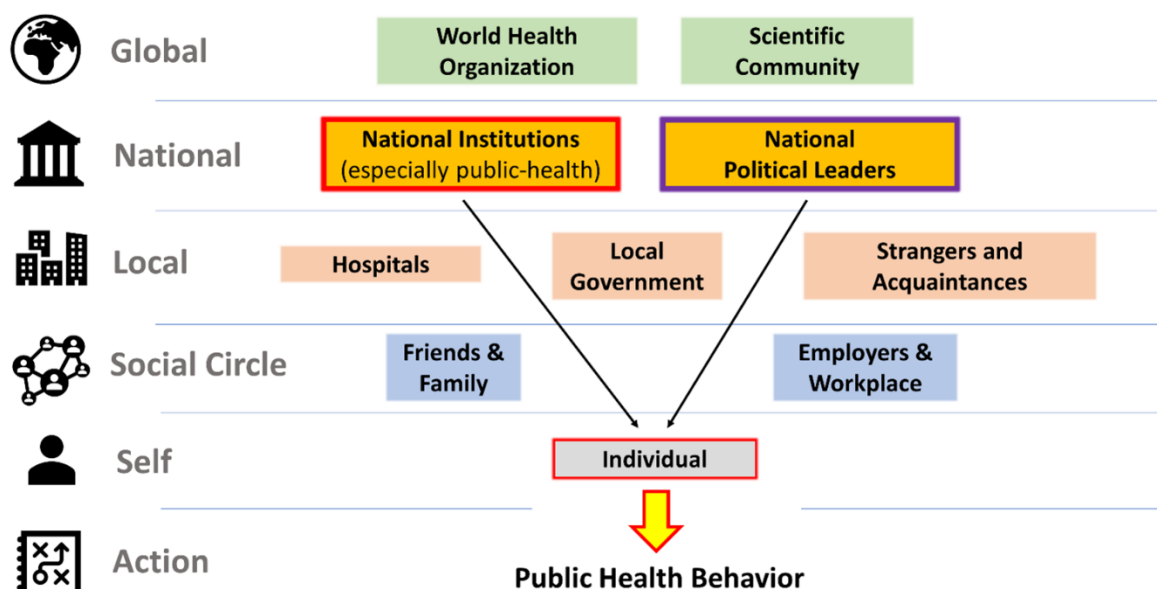 Global
World Health
Organization
Scientific
Community
National
National Institutions
(especially public-health)
National
Political Leaders
Local
Hospitals
Local
Government
Strangers and
Acquaintances
Social Circle
Friends &
Family
Employers &
Workplace
Self
Individual
Action
Public Health Behavior